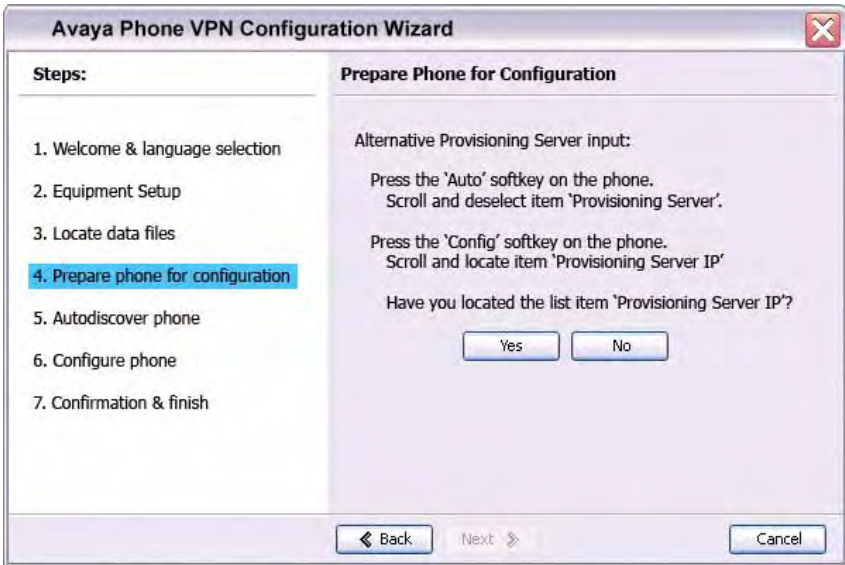 Avaya Phone VPN Configuration Wizard
Steps:
1. Welcome & language selection
2. Equipment Setup
3. Locate data files
4. Prepare phone for configuration
5. Autodiscover phone
6. Configure phone
7. Confirmation & finish
Prepare Phone for Configuration
Alternative Provisioning Server input:
Press the ‘Auto’ softkey on the phone.
Scroll and deselect item ‘Provisioning Server’.
Press the ‘Config’ softkey on the phone.
Scroll and locate item ‘Provisioning Server IP’
Have you located the list item ‘Provisioning Server IP’?
Yes
No
Back
Next
Cancel